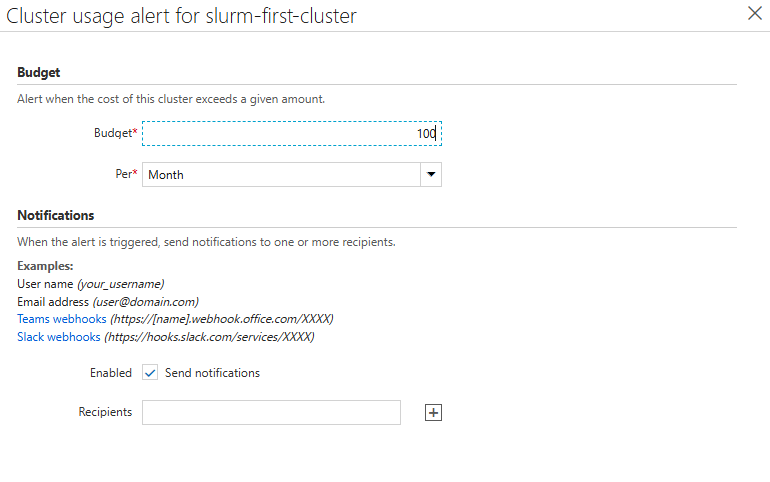 Cluster usage alert for slurm-first-cluster
Budget
Alert when the cost of this cluster exceeds a given amount.
Budget* 100
Per* Month
Notifications
When the alert is triggered, send notifications to one or more recipients.
Examples:
User name (your_username)
Email address (user@domain.com)
Teams webhooks (https://[name].webhook.office.com/XXXX)
Slack webhooks (https://hooks.slack.com/services/XXXX)
Enabled Send notifications
Recipients